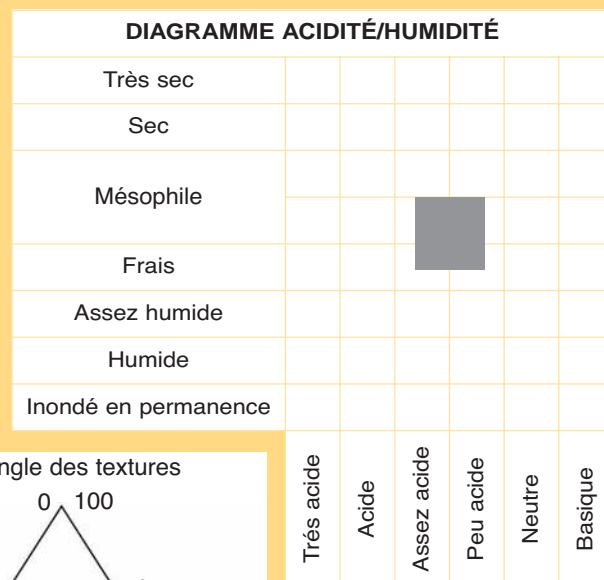 DIAGRAMME ACIDITÉ/HUMIDITÉ
Très sec
Sec
Mésophile
Frais
Assez humide
Humide
Inondé en permanence
Trés acide
Acide
Assez acide
Peu acide
Neutre
Basique
ngle des textures
0 100